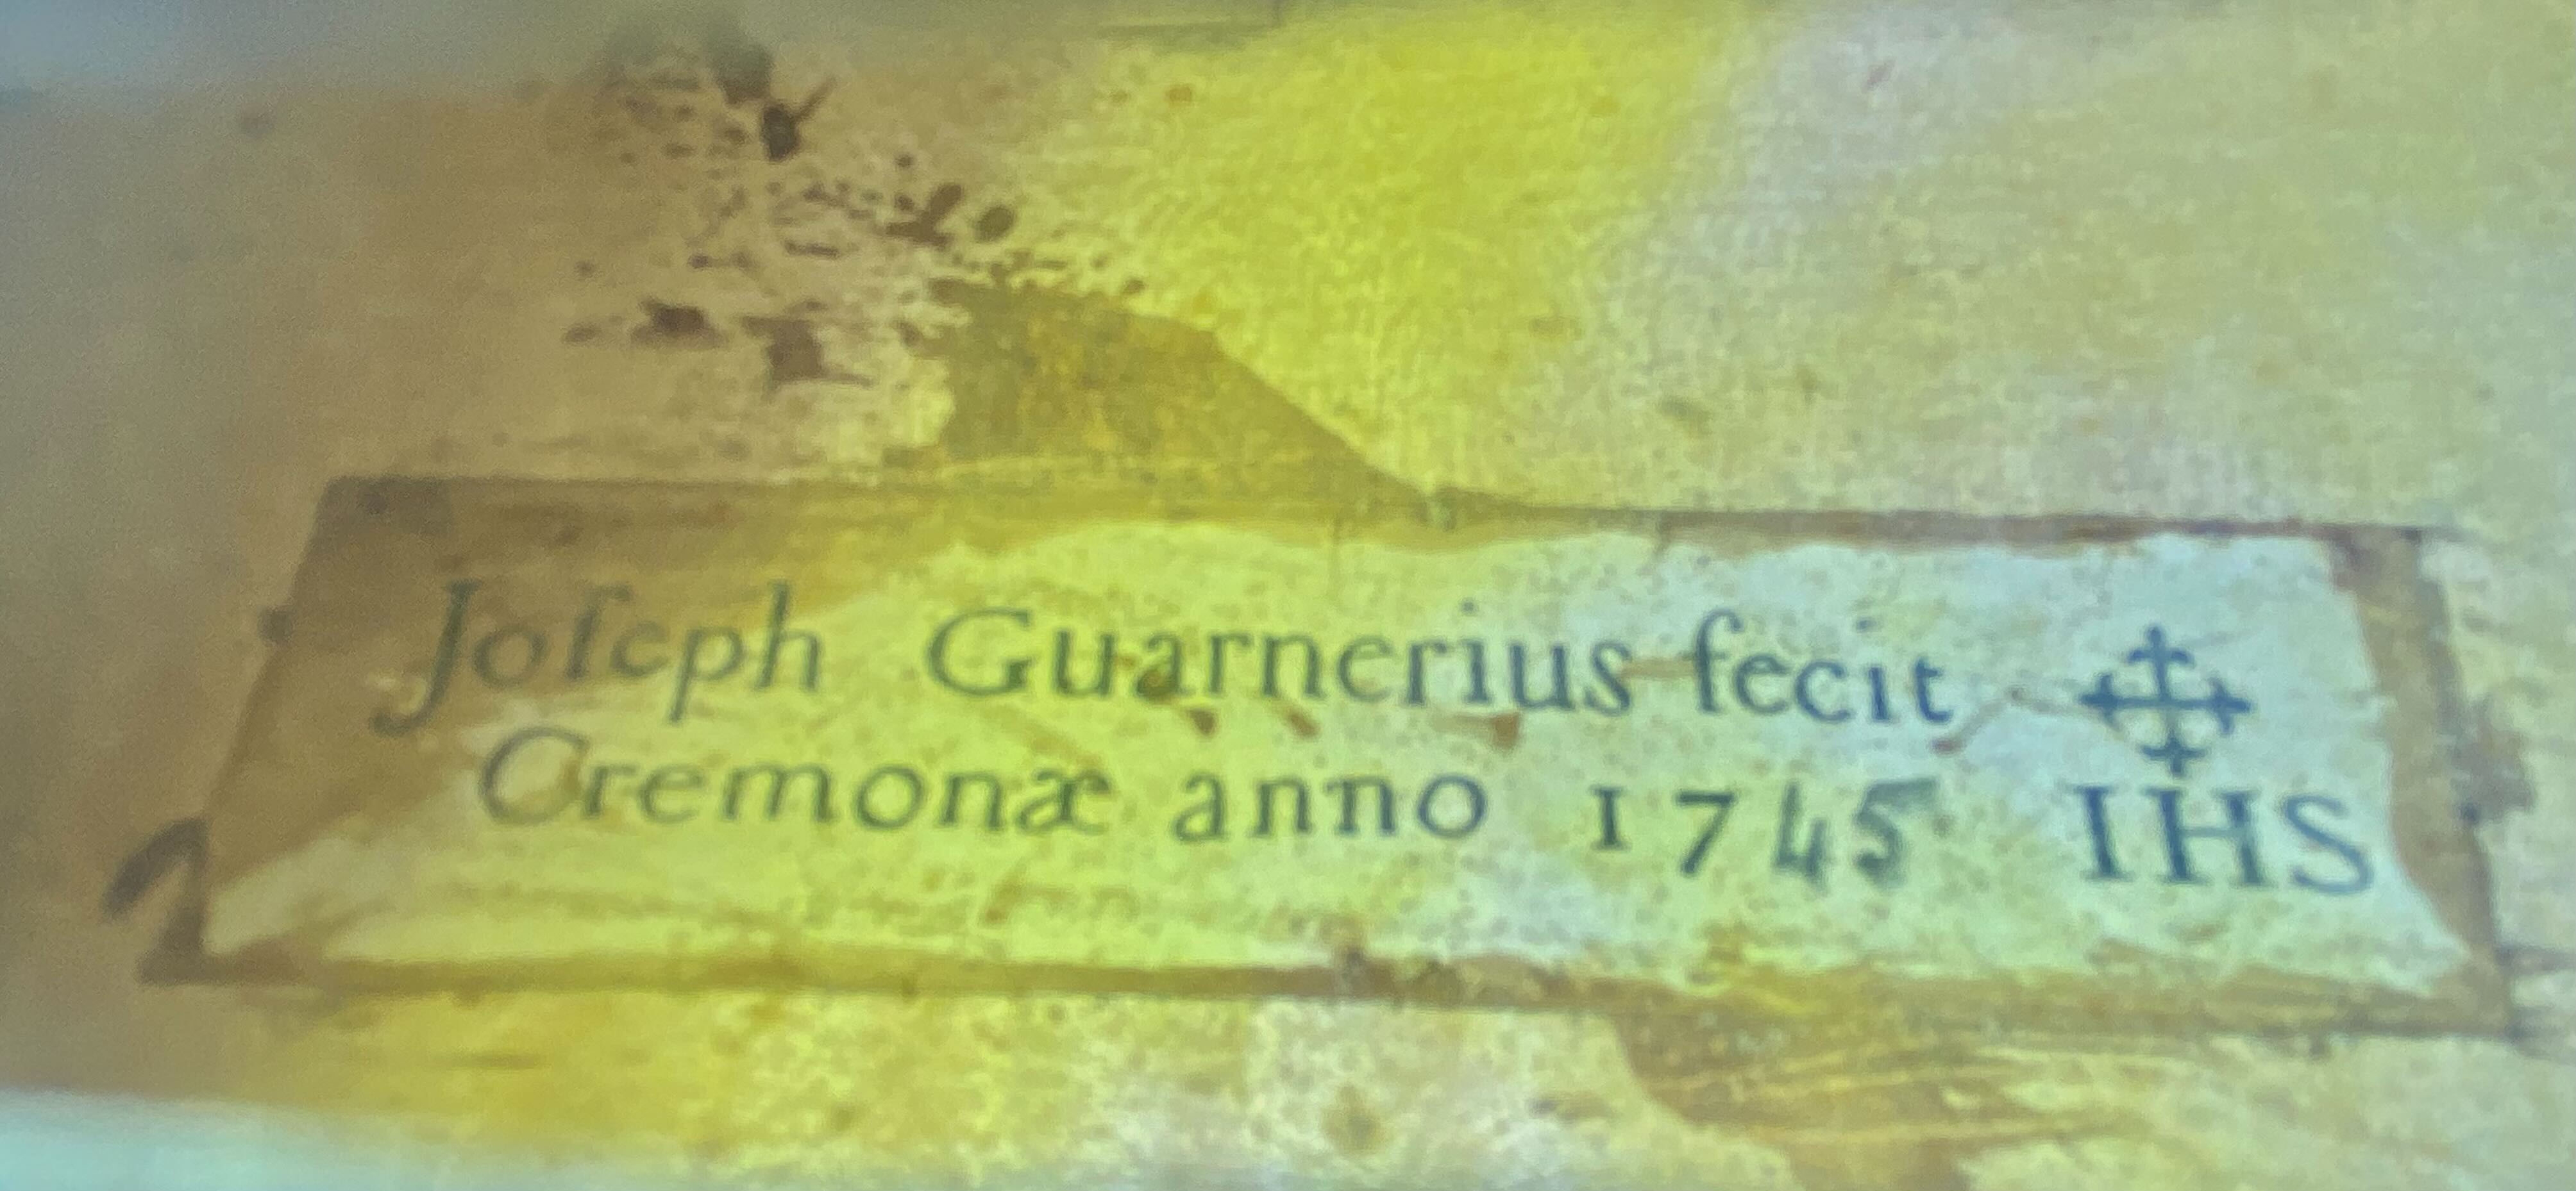 Joſeph Guarnerius fecit ✣
Cremonæ anno 1745 IHS